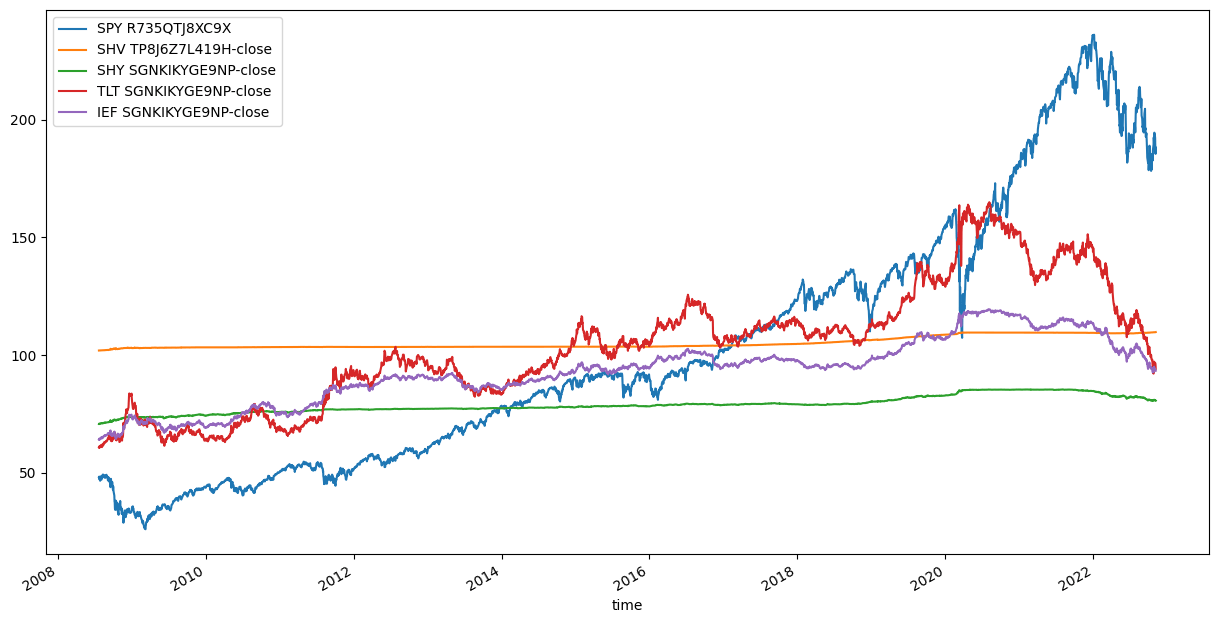 SPY R735QTJ8XC9X
SHV TP8J6Z7L419H-close
SHY SGNKIKYGE9NP-close
TLT SGNKIKYGE9NP-close
IEF SGNKIKYGE9NP-close
200
150
100
50
2008
2010
2012
2014
2016
2018
2020
2022
time